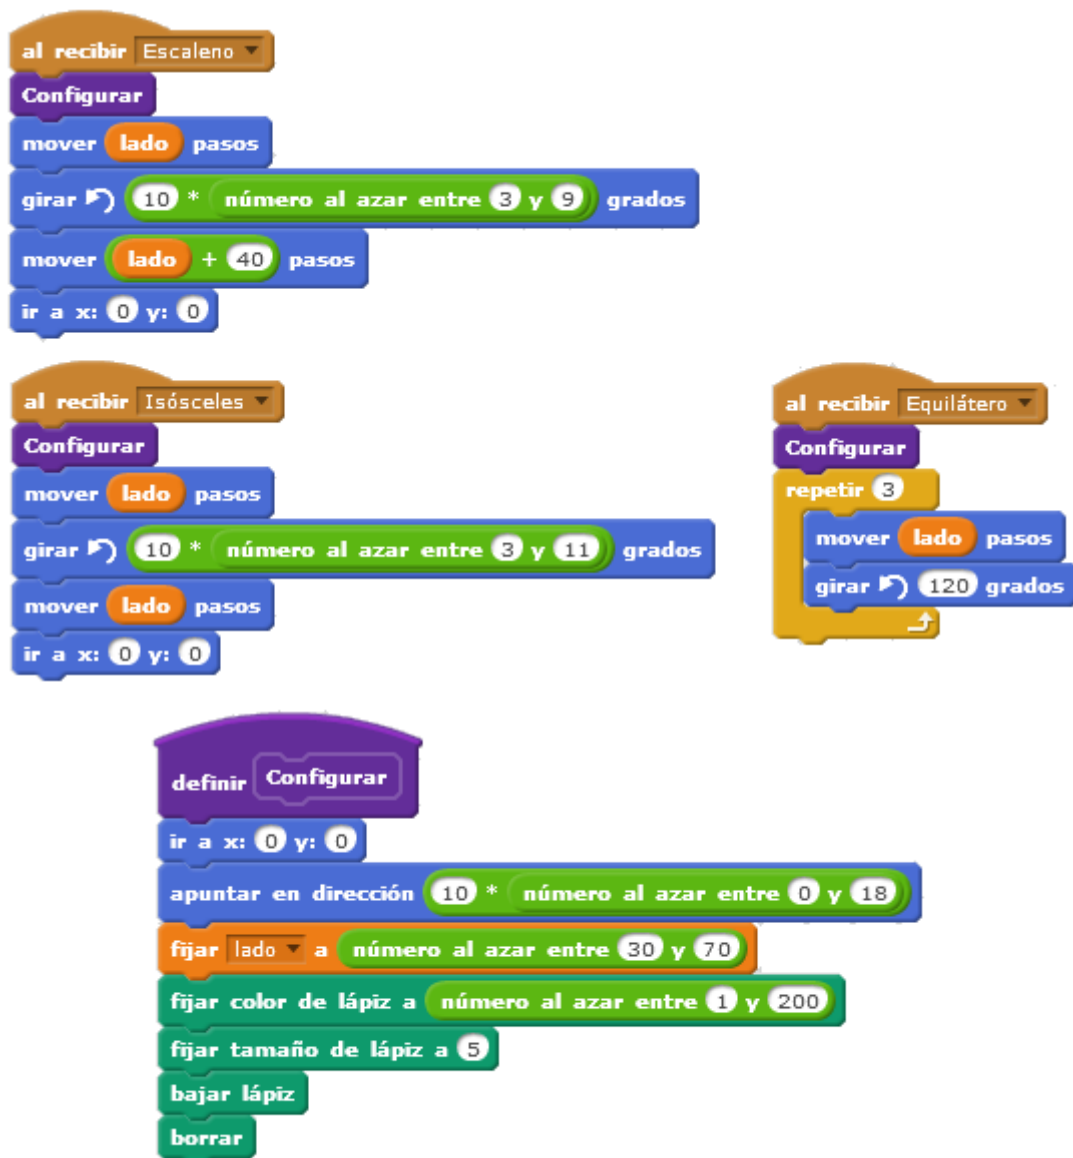 al recibir Escaleno
Configurar
mover lado pasos
girar 10 * número al azar entre 3 y 9 grados
mover lado + 40 pasos
ir a x: 0 y: 0
al recibir Isósceles
Configurar
mover lado pasos
girar 10 * número al azar entre 3 y 11 grados
mover lado pasos
ir a x: 0 y: 0
al recibir Equilátero
Configurar
repetir 3
mover lado pasos
girar 120 grados
definir Configurar
ir a x: 0 y: 0
apuntar en dirección 10 * número al azar entre 0 y 18
fijar lado a número al azar entre 30 y 70
fijar color de lápiz a número al azar entre 1 y 200
fijar tamaño de lápiz a 5
bajar lápiz
borrar